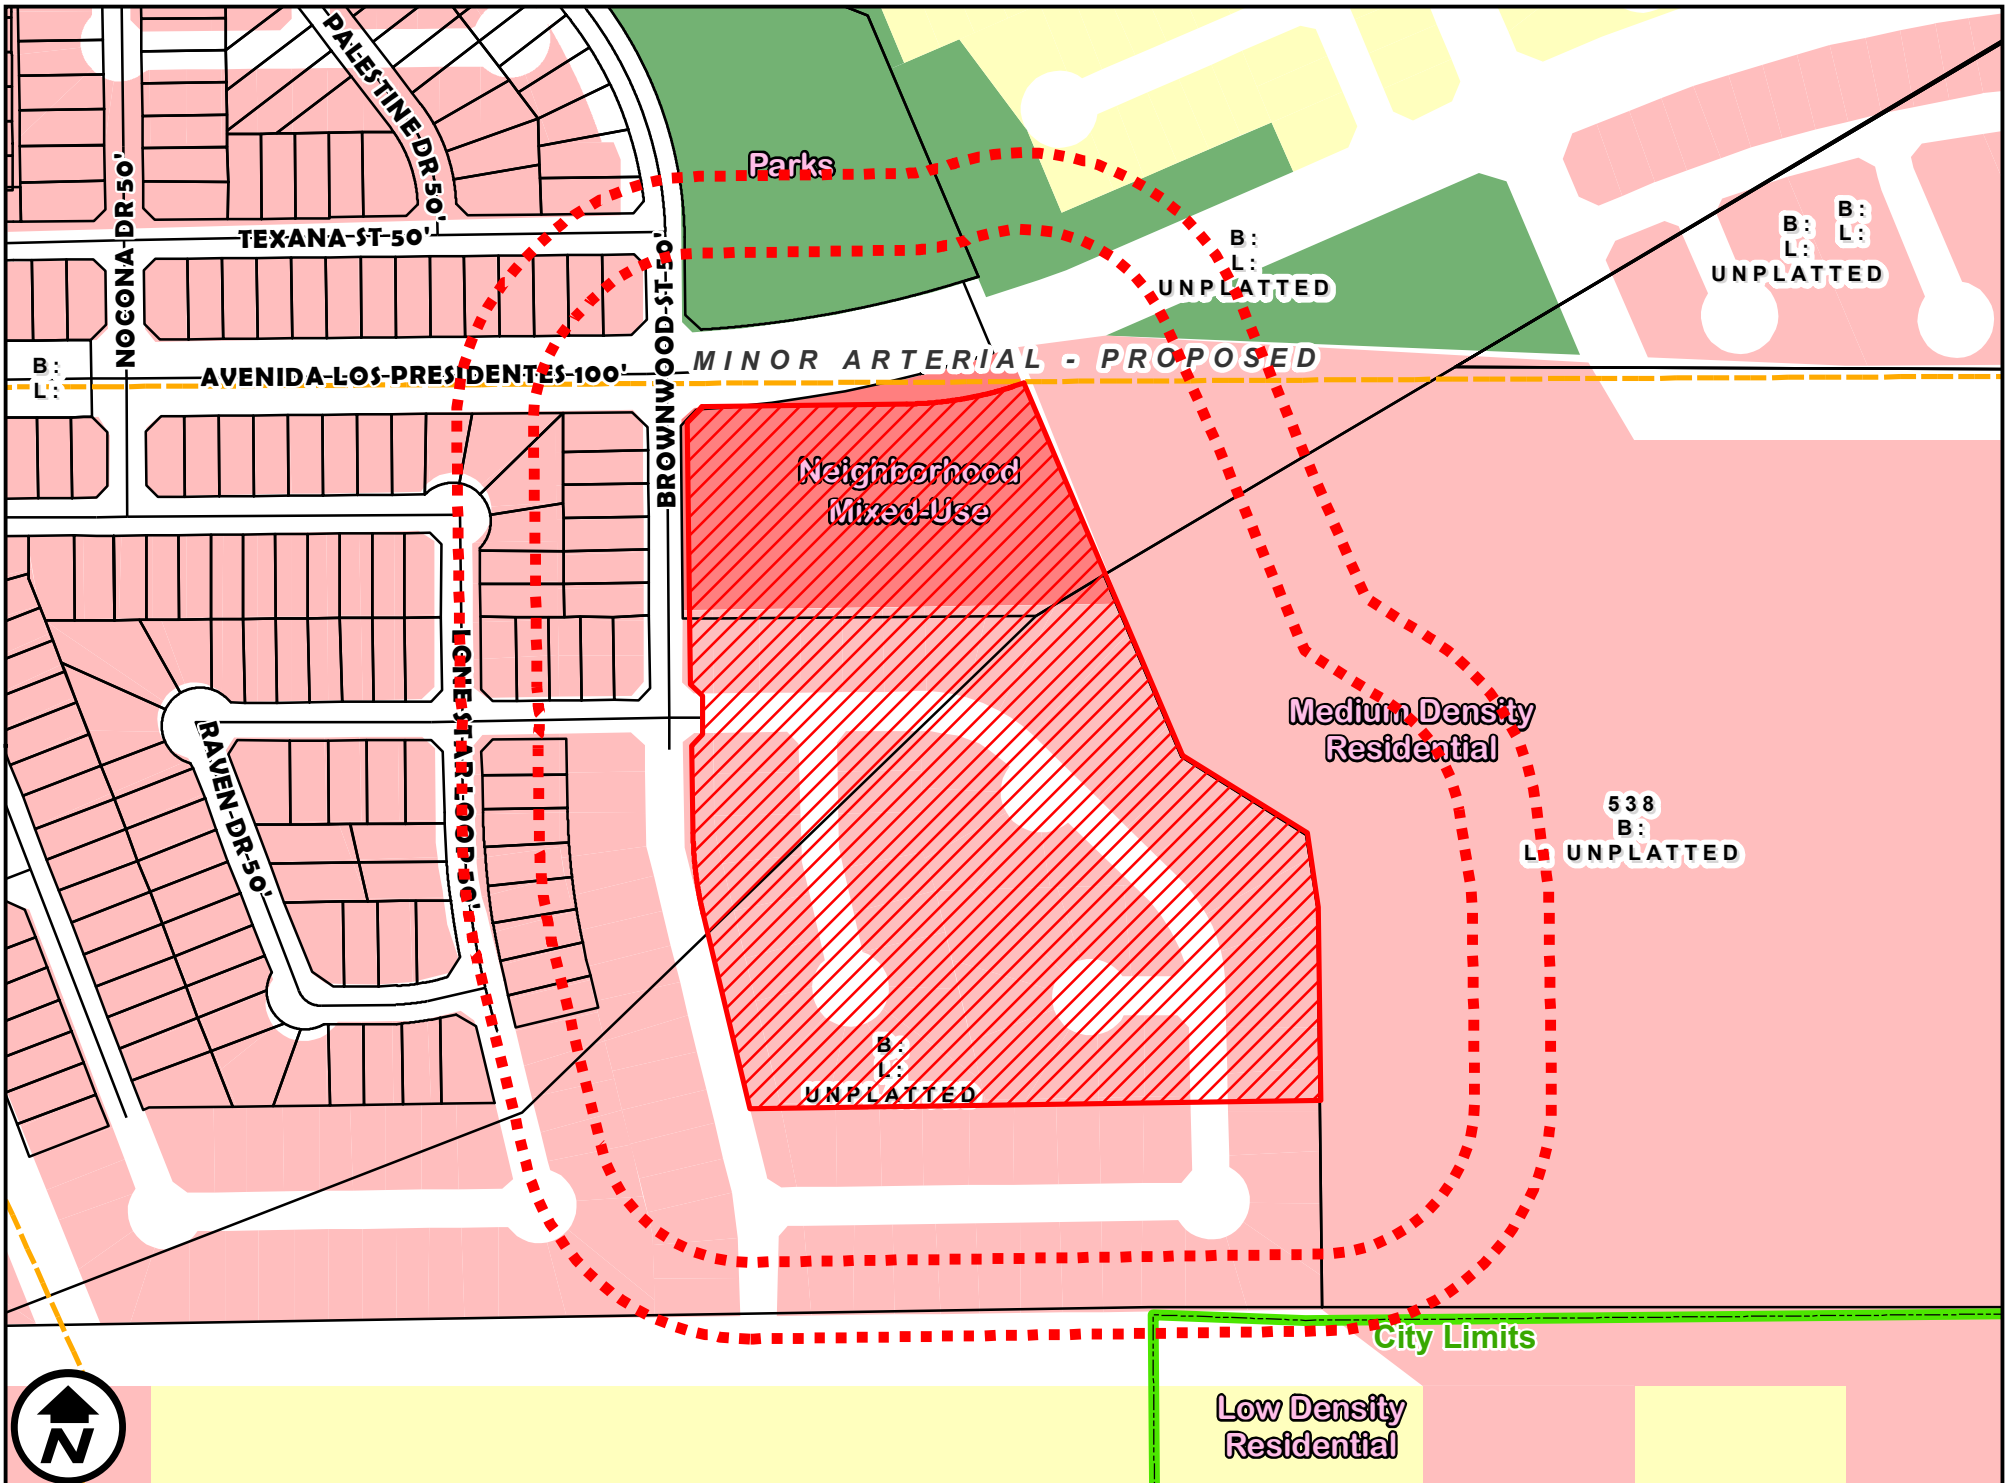 PALESTINE-DR-50'
Parks
NOCONA-DR-50'
TEXANA-ST-50'
B:
L:
UNPLATTED
B:
L:
UNPLATTED
B:
L:
BROWNWOOD-ST-50'
MINOR ARTERIAL - PROPOSED
B:
L:
AVENIDA-LOS-PRESIDENTES-100'
Neighborhood
Mixed-Use
LONE-STAR-LOOP-50'
RAVEN-DR-50'
Medium Density
Residential
538
B:
L: UNPLATTED
B:
L:
UNPLATTED
City Limits
Low Density
Residential
N